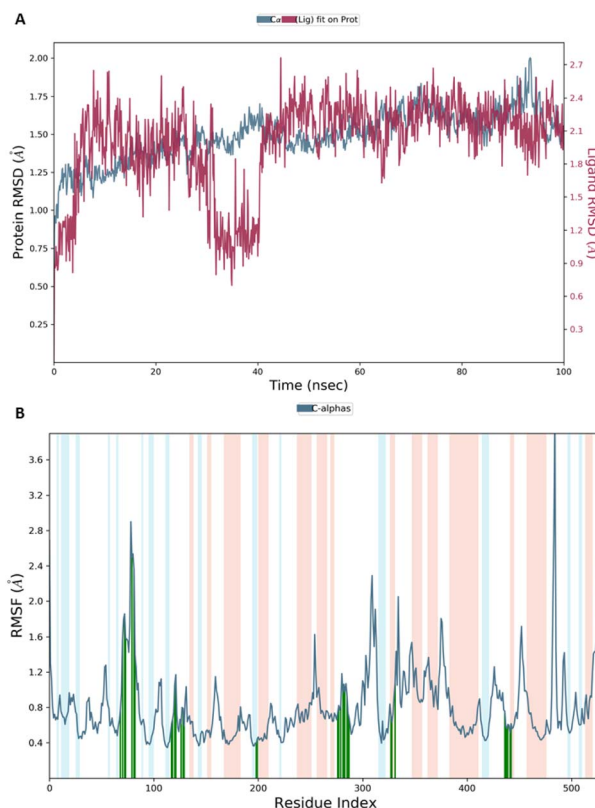 A
Cα (Lig) fit on Prot
Protein RMSD (Å)
2.00
1.75
1.50
1.25
1.00
0.75
0.50
0.25
2.7
2.4
2.1
1.8
1.5
1.2
0.9
0.6
0.3
Ligand RMSD (Å)
0 20 40 60 80 100
Time (nsec)
B
C-alphas
RMSF (Å)
3.6
3.2
2.8
2.4
2.0
1.6
1.2
0.8
0.4
0 100 200 300 400 500
Residue Index